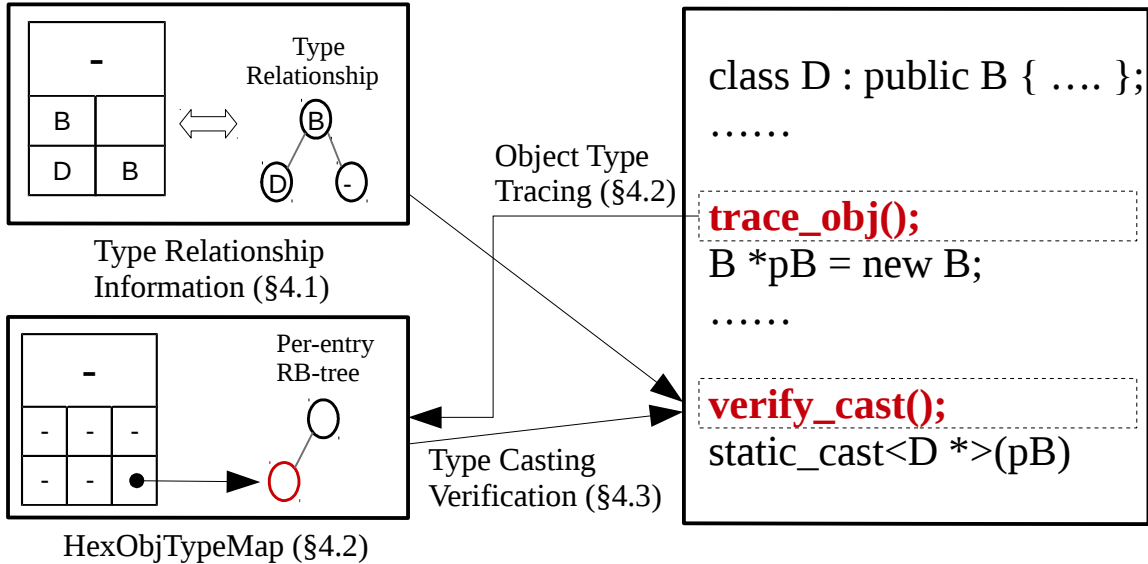 -
B
D B
Type
Relationship
B
D -
Type Relationship
Information (§4.1)
-
- - -
- -
Per-entry
RB-tree
HexObjTypeMap (§4.2)
Object Type
Tracing (§4.2)
Type Casting
Verification (§4.3)
class D : public B { .... };
......
trace_obj();
B *pB = new B;
......
verify_cast();
static_cast<D *>(pB)